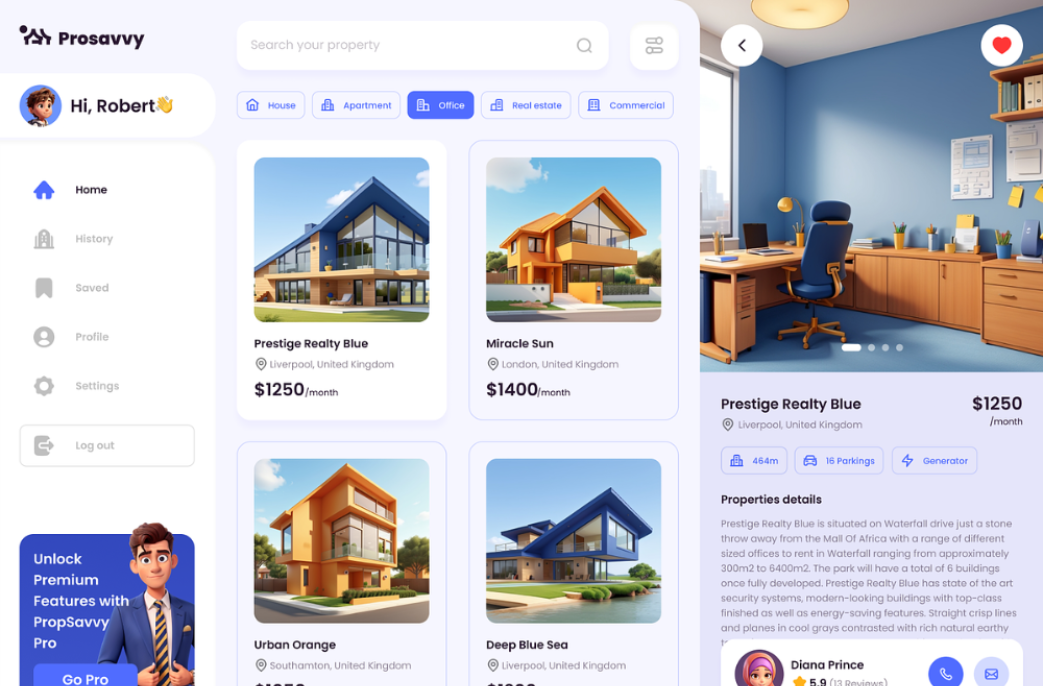 Prosavvy
Hi, Robert
Home
History
Saved
Profile
Settings
Log out
Unlock
Premium
Features with
PropSavvy
Pro
Go Pro
Search your property
House
Apartment
Office
Real estate
Commercial
Prestige Realty Blue
Liverpool, United Kingdom
$1250/month
Miracle Sun
London, United Kingdom
$1400/month
Urban Orange
Southamton, United Kingdom
Deep Blue Sea
Liverpool, United Kingdom
Prestige Realty Blue
$1250
Liverpool, United Kingdom
/month
464m
16 Parkings
Generator
Properties details
Prestige Realty Blue is situated on Waterfall drive just a stone
throw away from the Mall Of Africa with a range of different
sized offices to rent in Waterfall ranging from approximately
300m2 to 6400m2. The park will have a total of 6 buildings
once fully developed. Prestige Realty Blue has state of the art
security systems, modern-looking buildings with top-class
finished as well as energy-saving features. Straight crisp lines
and planes in cool grays contrasted with rich natural earthy
Diana Prince
5.9 (13 Reviews)